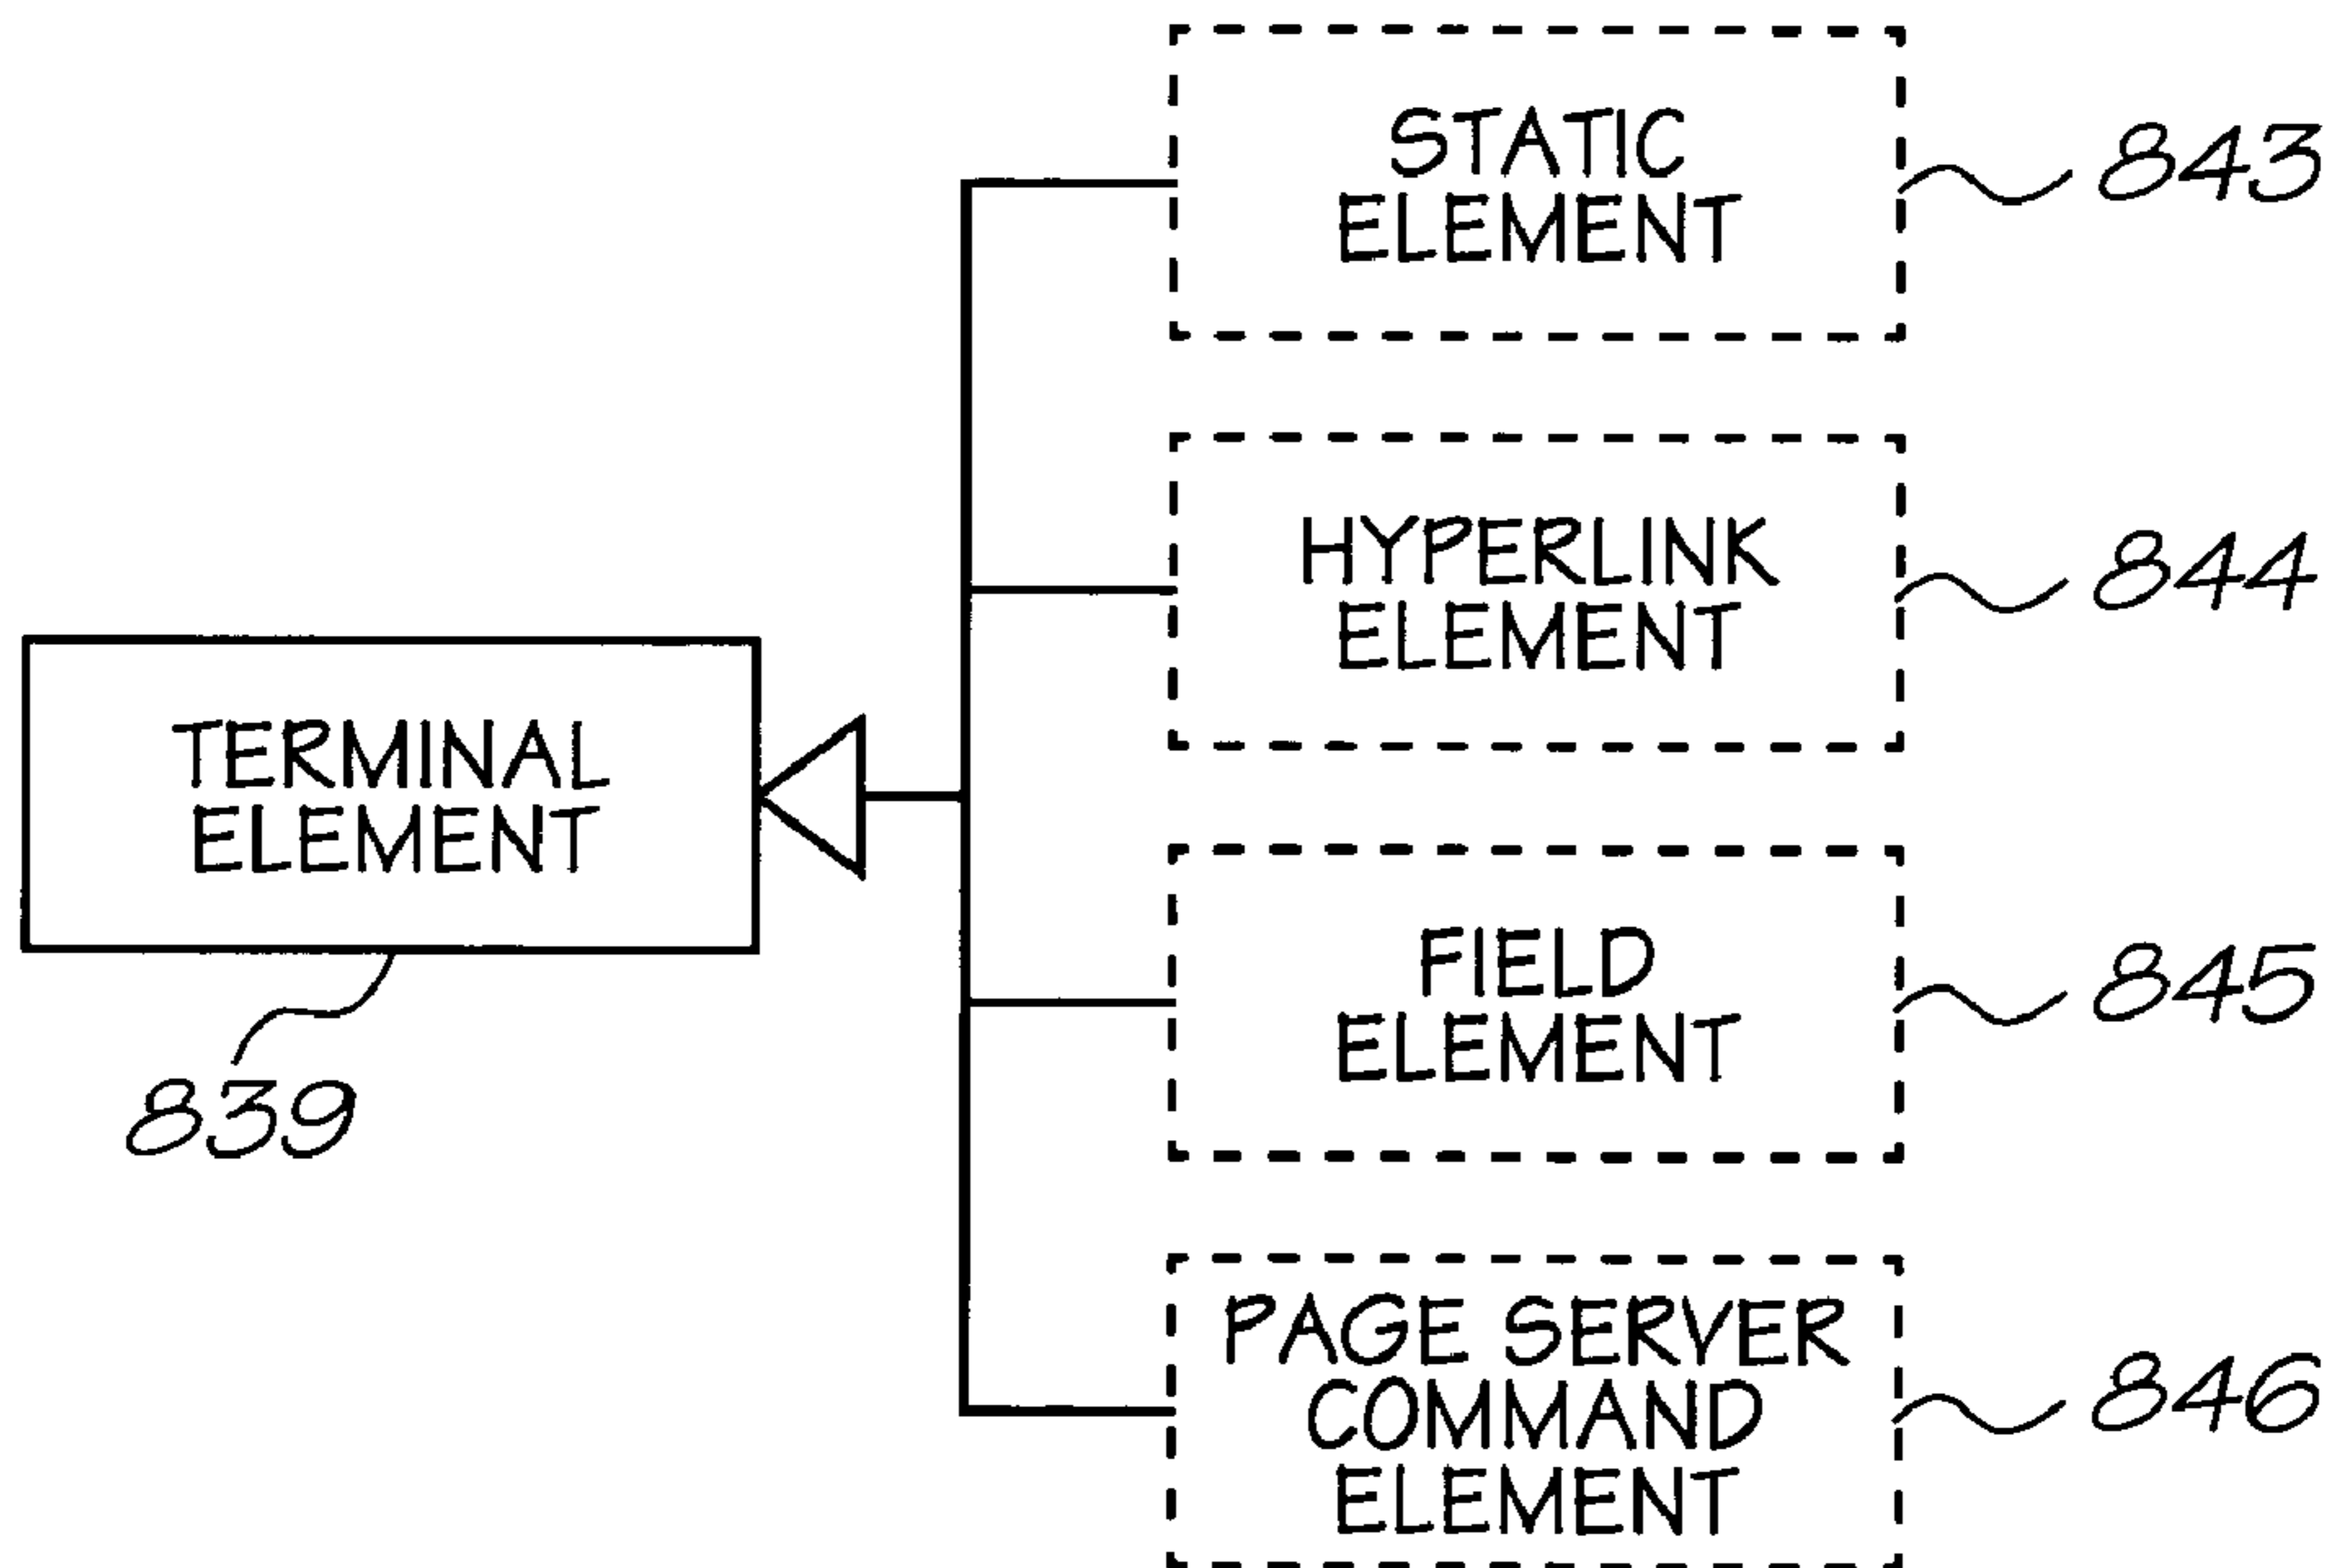 STATIC
ELEMENT
843
HYPERLINK
ELEMENT
844
TERMINAL
ELEMENT
839
FIELD
ELEMENT
845
PAGE SERVER
COMMAND
ELEMENT
846